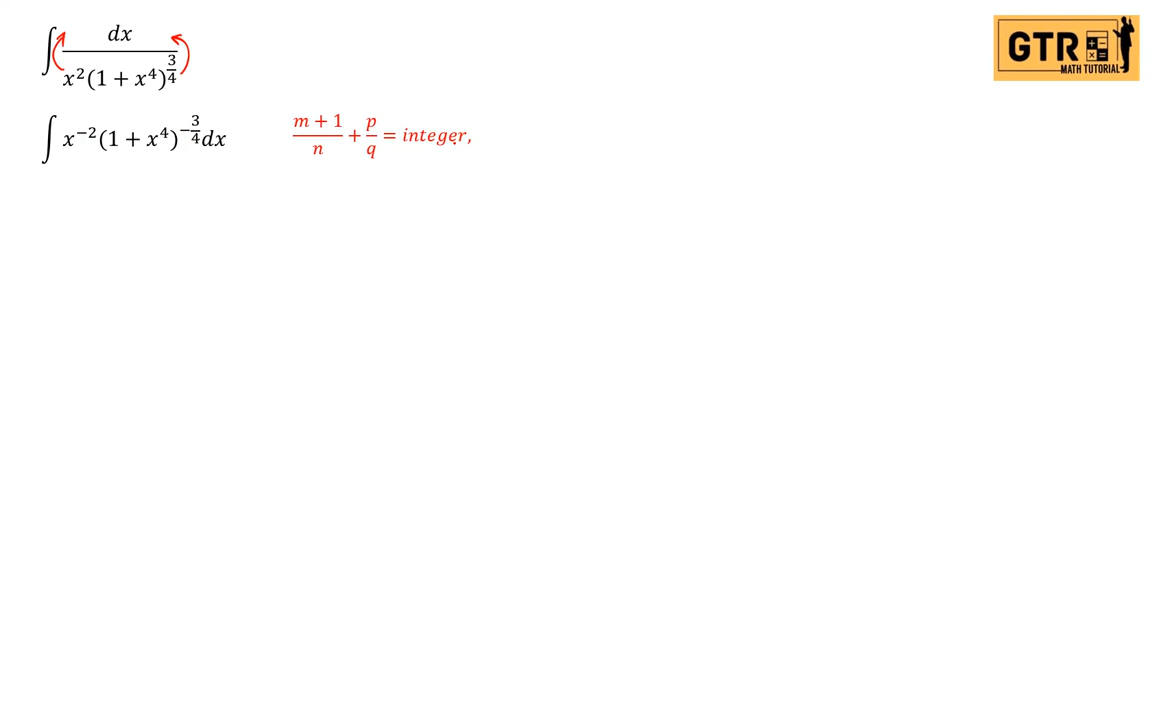 ∫ dx / x²(1 + x⁴)^(3/4)
∫ x⁻²(1 + x⁴)^(−3/4) dx
(m + 1)/n + p/q = integer,
GTR
MATH TUTORIAL